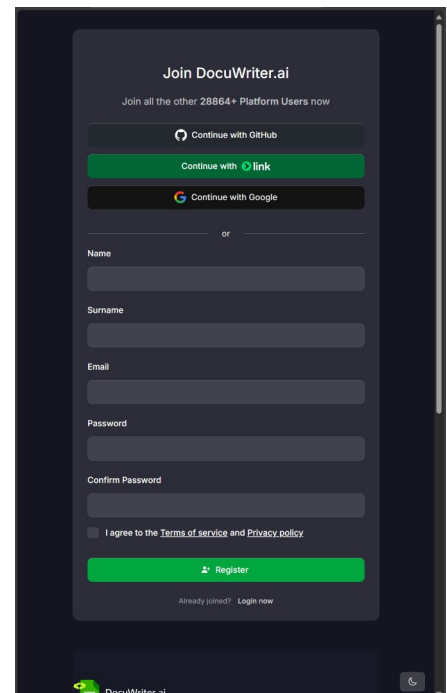 Join DocuWriter.ai
Join all the other 28864+ Platform Users now
Continue with GitHub
Continue with link
Continue with Google
or
Name
Surname
Email
Password
Confirm Password
I agree to the Terms of service and Privacy policy
Register
Already joined? Login now
DocuWriter.ai